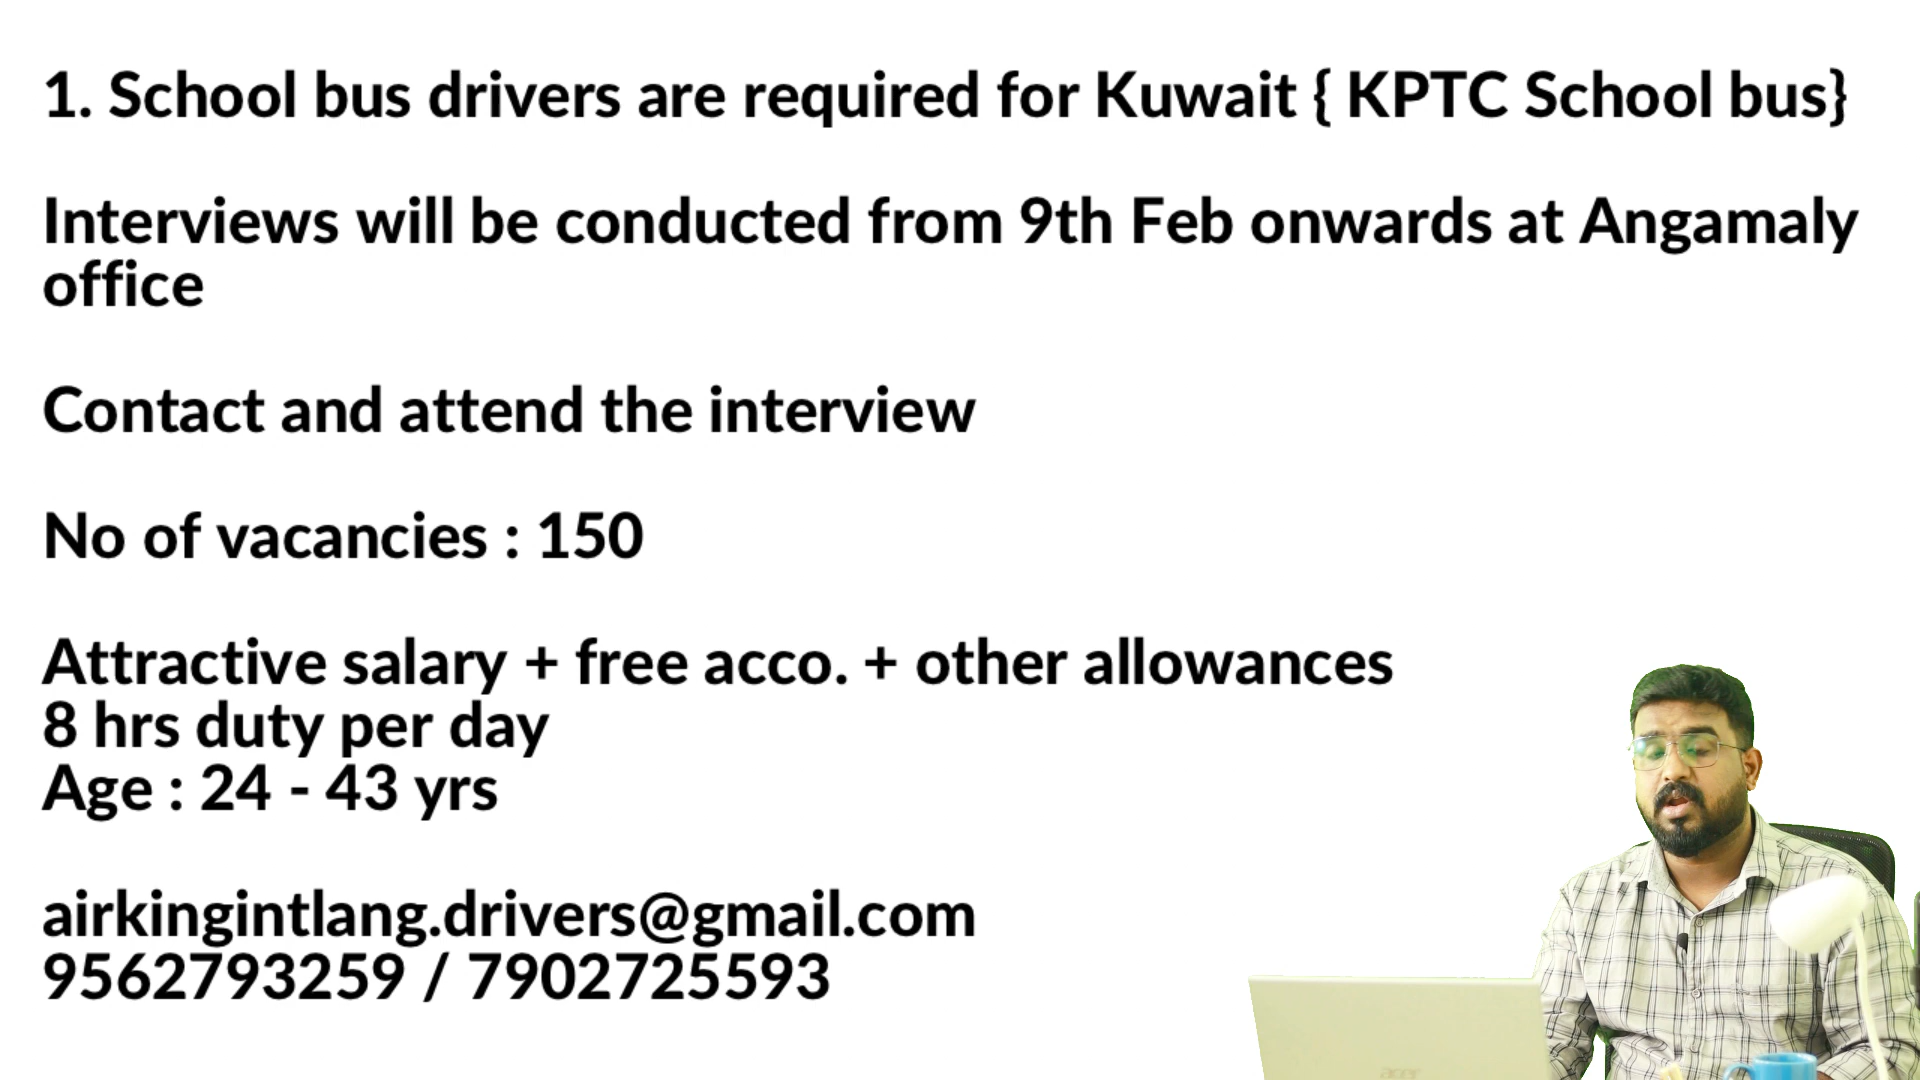 1. School bus drivers are required for Kuwait { KPTC School bus}
Interviews will be conducted from 9th Feb onwards at Angamaly
office
Contact and attend the interview
No of vacancies : 150
Attractive salary + free acco. + other allowances
8 hrs duty per day
Age : 24 - 43 yrs
airkingintlang.drivers@gmail.com
9562793259 / 7902725593
acer